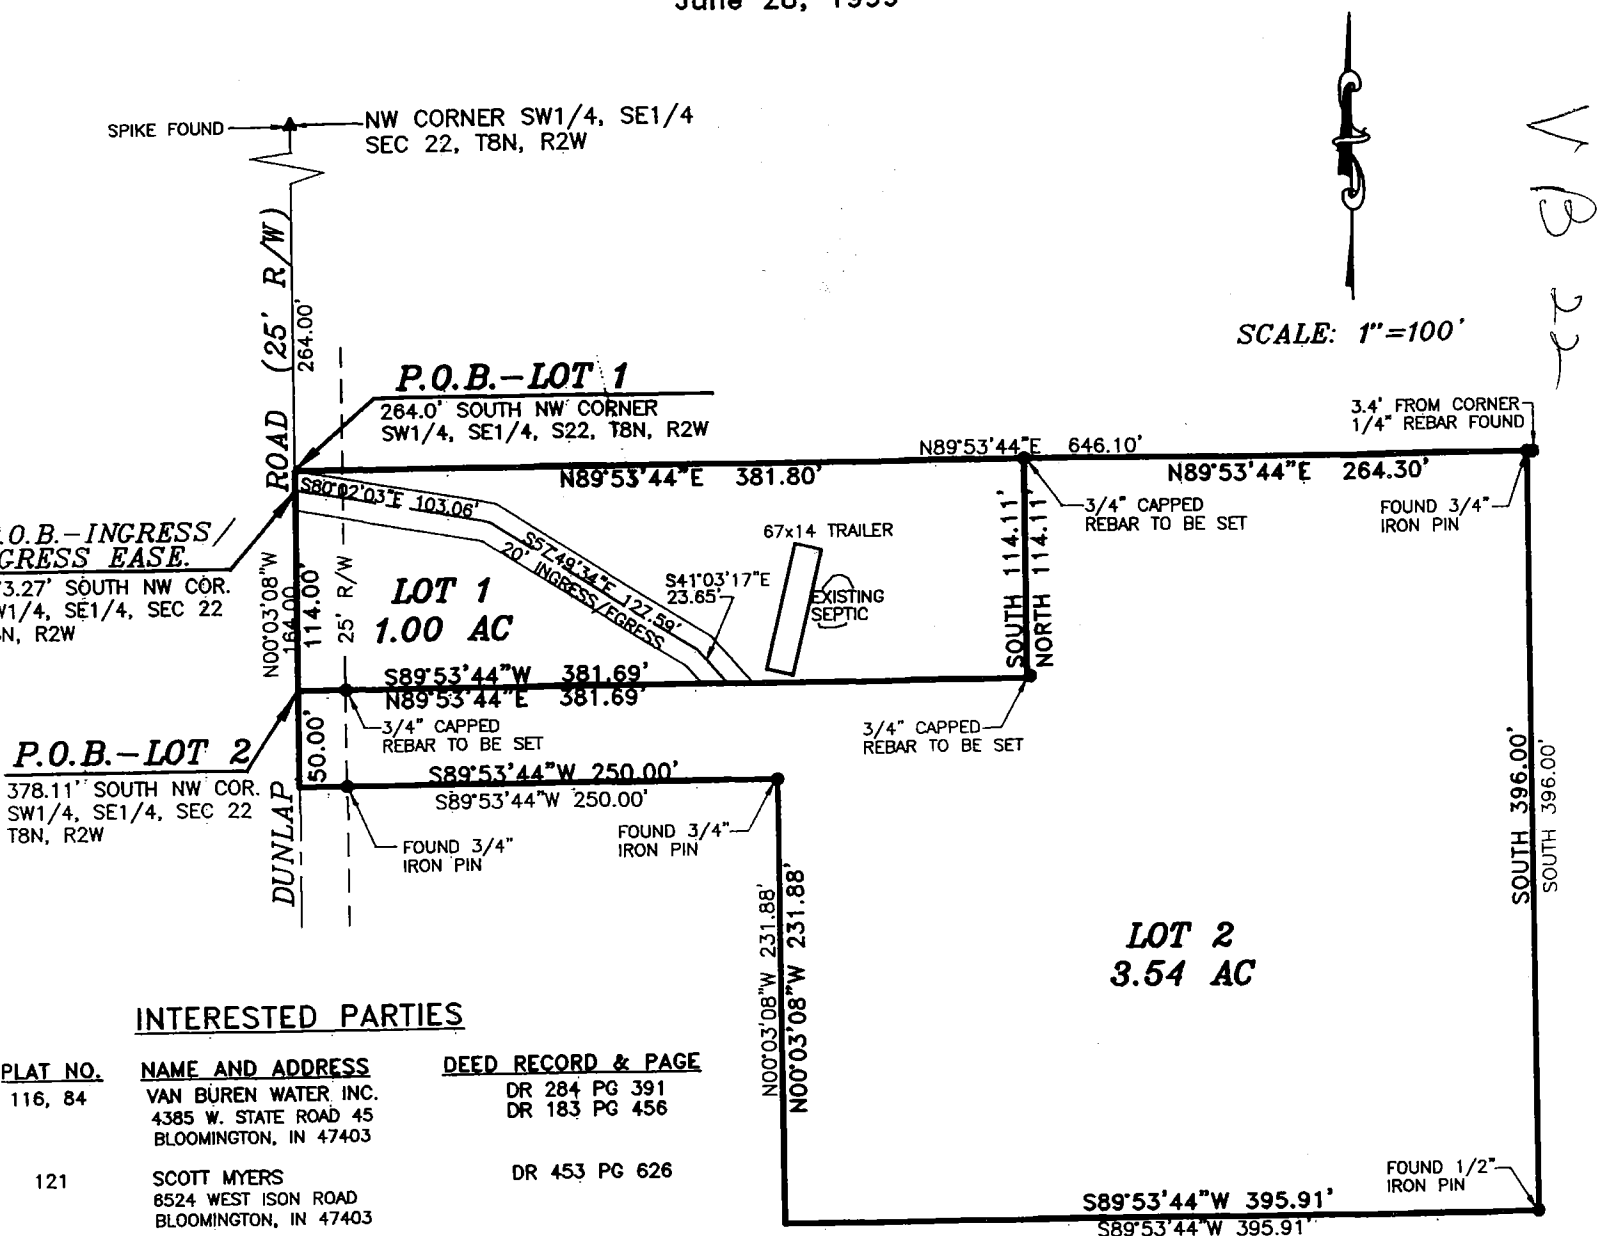 SPIKE FOUND
NW CORNER SW1/4, SE1/4
SEC 22, T8N, R2W
V B 22
SCALE: 1"=100'
ROAD (25' R/W)
264.00'
P.O.B.-LOT 1
264.0' SOUTH NW CORNER
SW1/4, SE1/4, S22, T8N, R2W
3.4' FROM CORNER
1/4" REBAR FOUND
N89°53'44"E 646.10'
N89°53'44"E 381.80'
N89°53'44"E 264.30'
3/4" CAPPED
REBAR TO BE SET
FOUND 3/4"
IRON PIN
S80°02'03"E 103.06'
S57°49'34"E 127.59'
20' INGRESS/EGRESS
S41°03'17"E
23.65'
67x14 TRAILER
EXISTING
SEPTIC
SOUTH 114.11'
NORTH 114.11'
.O.B.-INGRESS/
GRESS EASE.
3.27' SOUTH NW COR.
W1/4, SE1/4, SEC 22
N, R2W
N00°03'08"W
164.00
114.00'
25' R/W
LOT 1
1.00 AC
S89°53'44"W 381.69'
N89°53'44"E 381.69'
3/4" CAPPED
REBAR TO BE SET
3/4" CAPPED
REBAR TO BE SET
P.O.B.-LOT 2
378.11' SOUTH NW COR.
SW1/4, SE1/4, SEC 22
T8N, R2W
50.00'
DUNLAP
S89°53'44"W 250.00'
S89°53'44"W 250.00'
FOUND 3/4"
IRON PIN
FOUND 3/4"
IRON PIN
SOUTH 396.00'
SOUTH 396.00'
N00°03'08"W 231.88'
N00°03'08"W 231.88'
LOT 2
3.54 AC
FOUND 1/2"
IRON PIN
S89°53'44"W 395.91'
S89°53'44"W 395.91'
INTERESTED PARTIES
PLAT NO. NAME AND ADDRESS DEED RECORD & PAGE
116, 84 VAN BUREN WATER INC. DR 284 PG 391
4385 W. STATE ROAD 45 DR 183 PG 456
BLOOMINGTON, IN 47403
121 SCOTT MYERS DR 453 PG 626
6524 WEST ISON ROAD
BLOOMINGTON, IN 47403